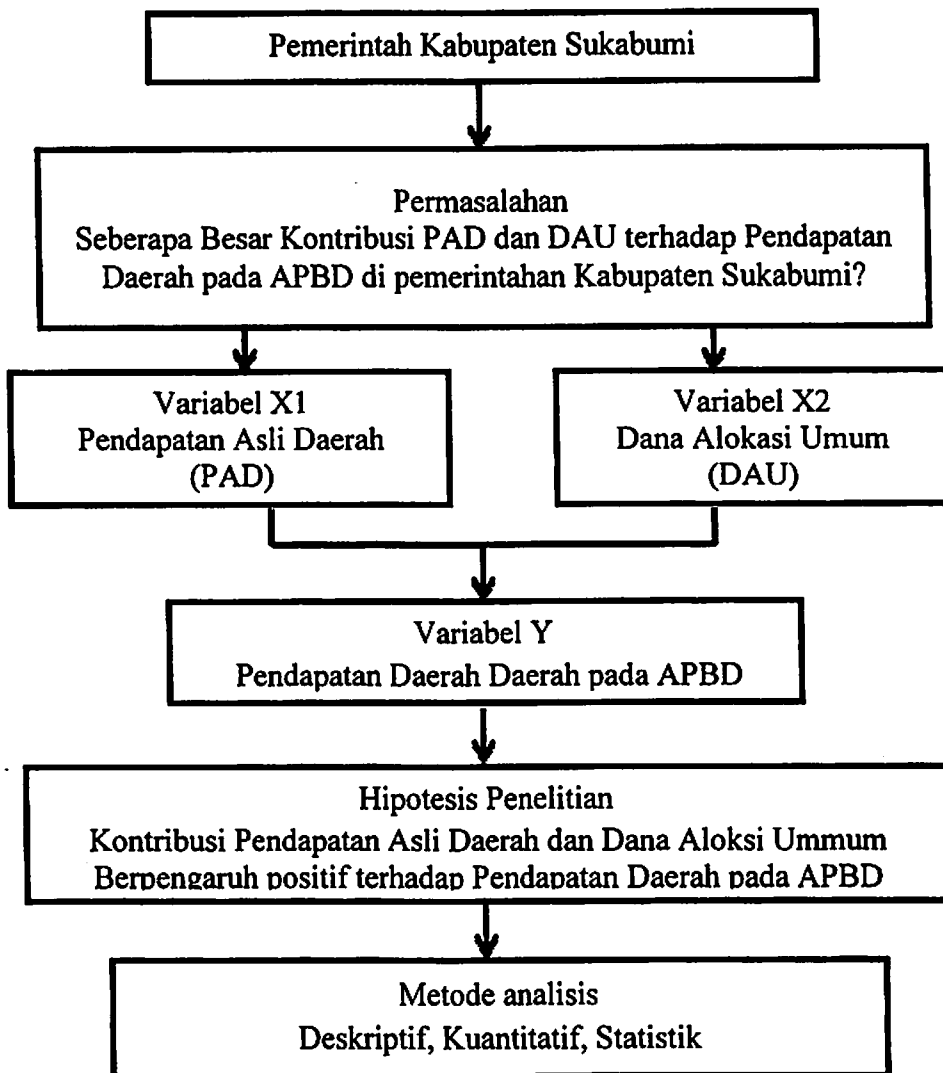 Pemerintah Kabupaten Sukabumi
Permasalahan
Seberapa Besar Kontribusi PAD dan DAU terhadap Pendapatan
Daerah pada APBD di pemerintahan Kabupaten Sukabumi?
Variabel X1
Pendapatan Asli Daerah
(PAD)
Variabel X2
Dana Alokasi Umum
(DAU)
Variabel Y
Pendapatan Daerah Daerah pada APBD
Hipotesis Penelitian
Kontribusi Pendapatan Asli Daerah dan Dana Aloksi Ummum
Berpengaruh positif terhadap Pendapatan Daerah pada APBD
Metode analisis
Deskriptif, Kuantitatif, Statistik